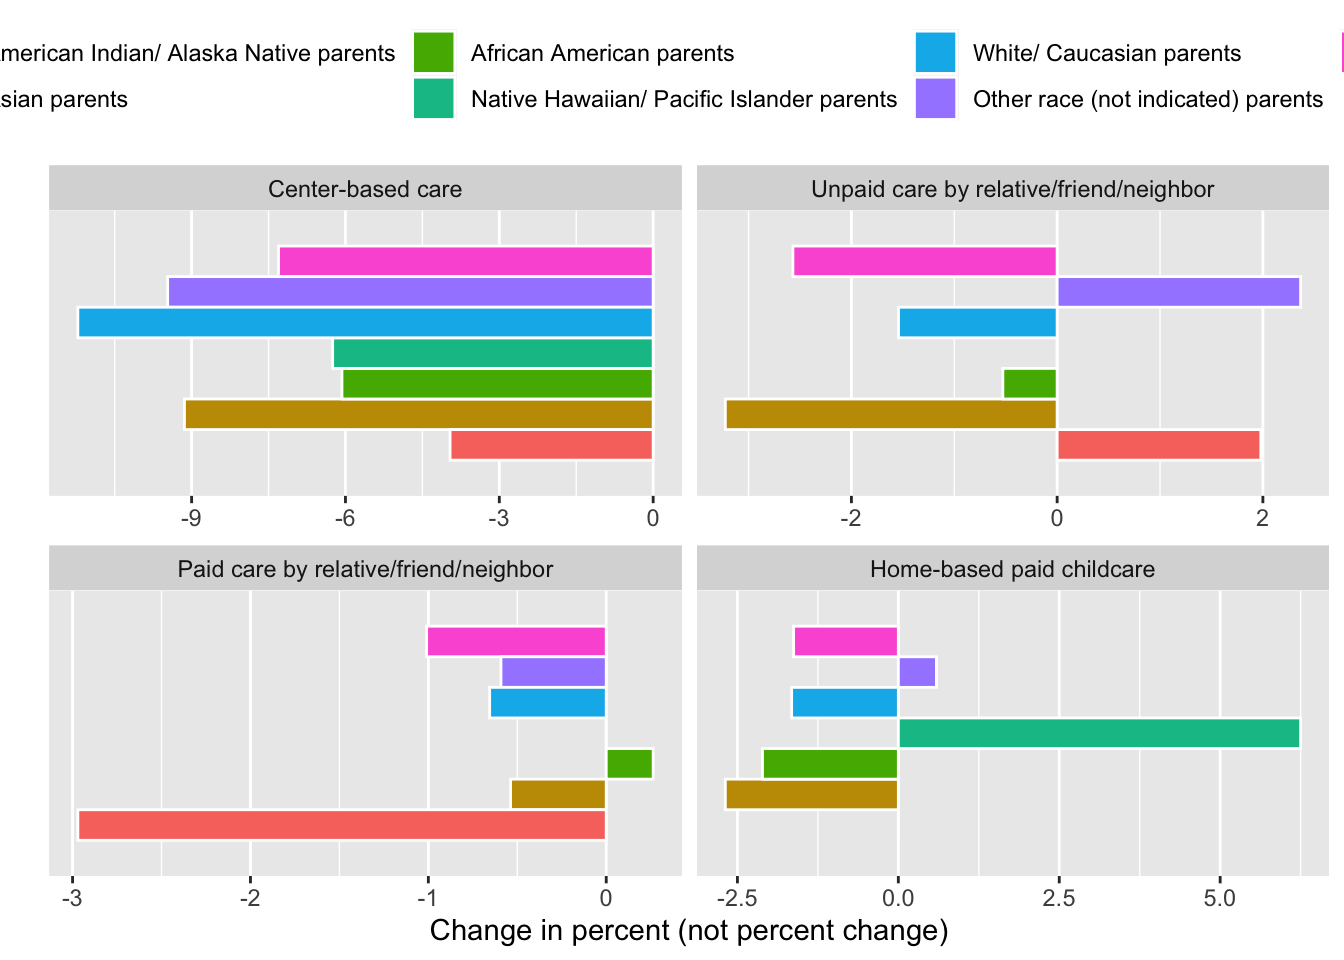 merican Indian/ Alaska Native parents African American parents White/ Caucasian parents
sian parents Native Hawaiian/ Pacific Islander parents Other race (not indicated) parents
Center-based care Unpaid care by relative/friend/neighbor
-9 -6 -3 0 -2 0 2
Paid care by relative/friend/neighbor Home-based paid childcare
-3 -2 -1 0 -2.5 0.0 2.5 5.0
Change in percent (not percent change)